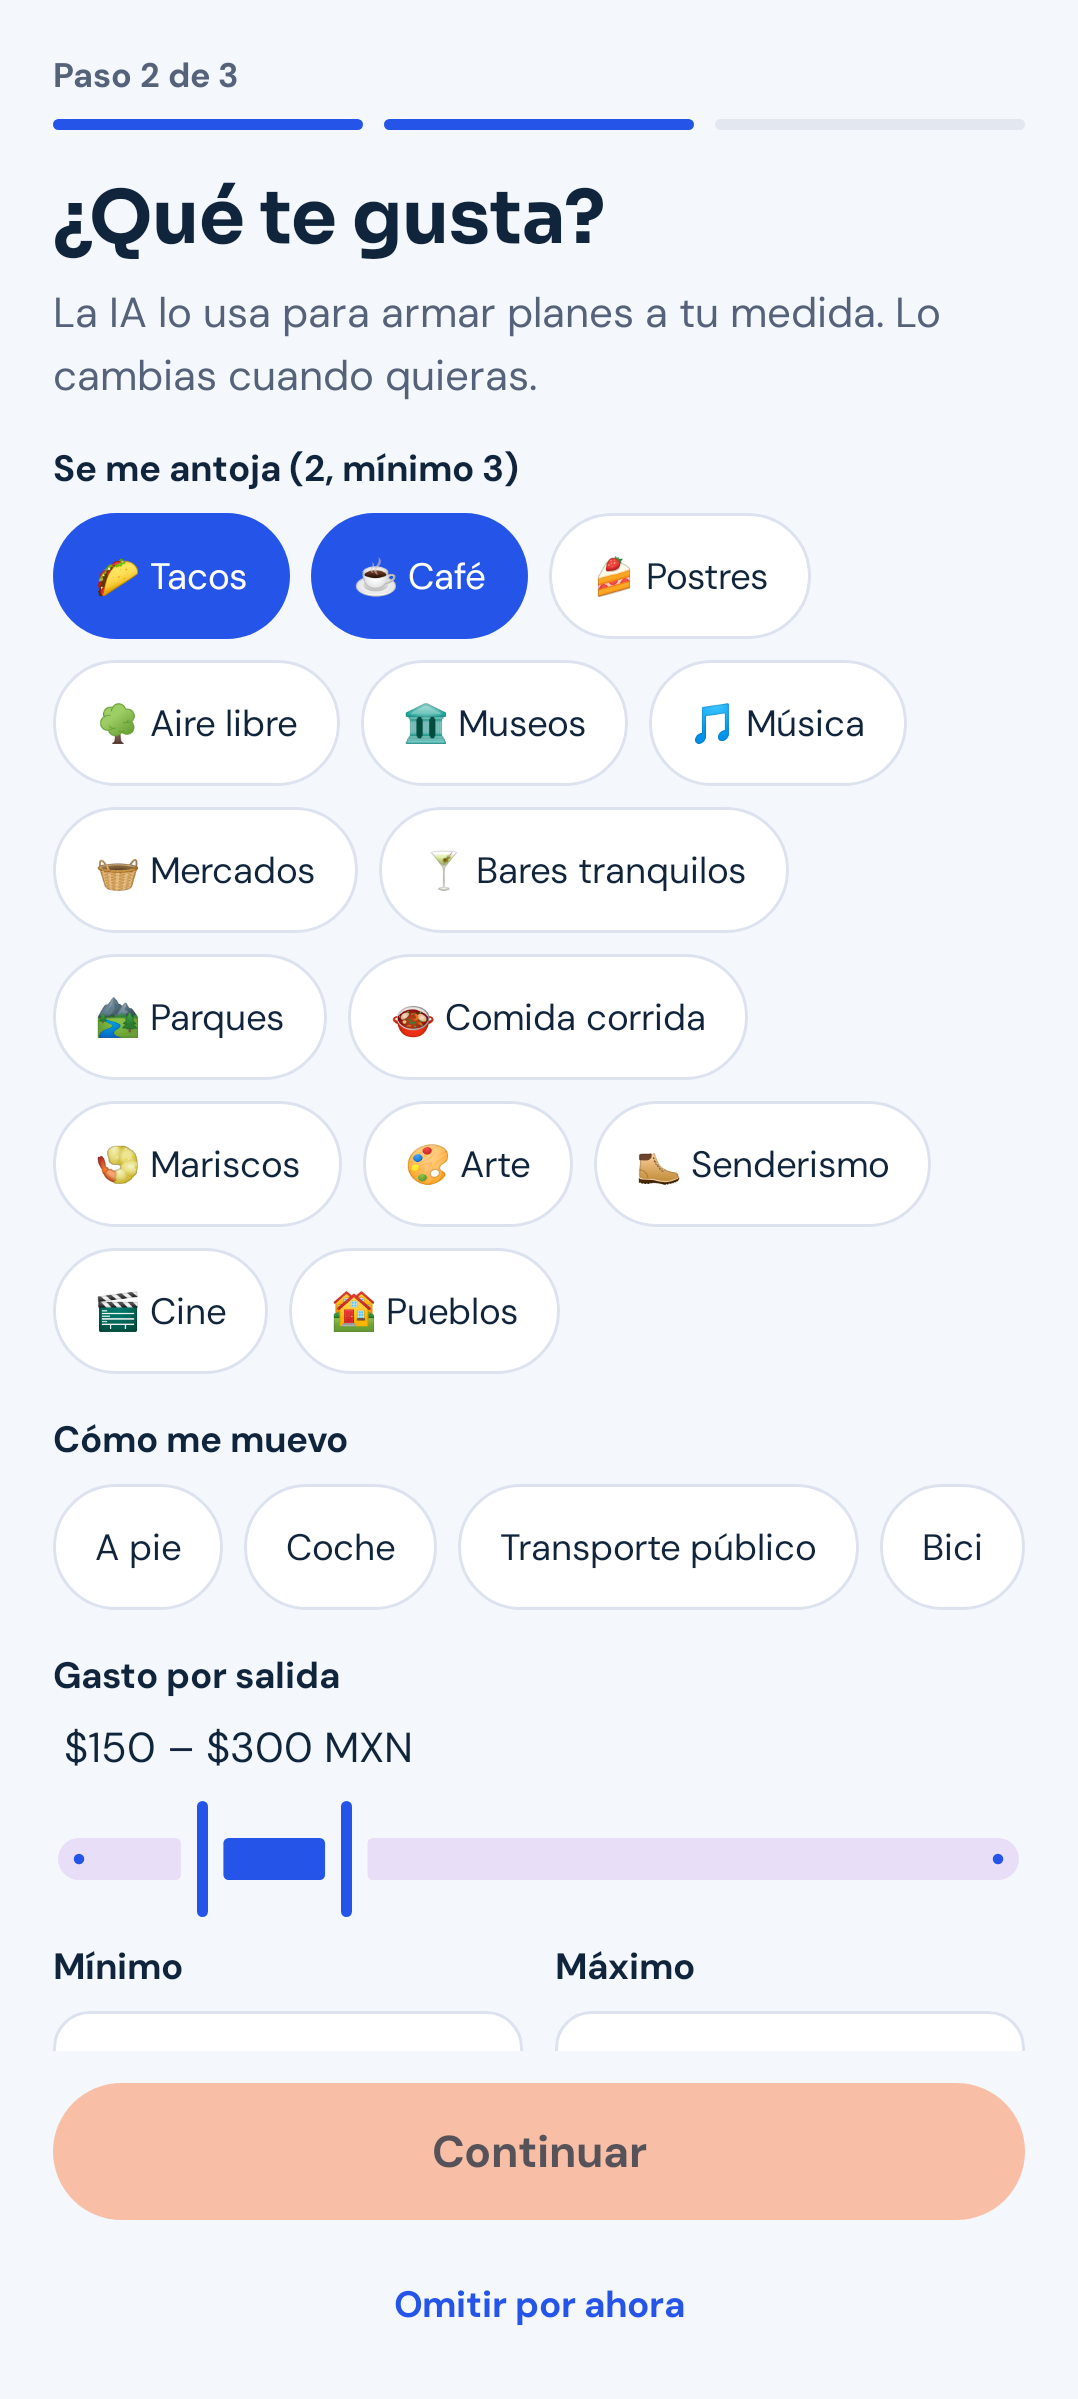 Paso 2 de 3
¿Qué te gusta?
La IA lo usa para armar planes a tu medida. Lo
cambias cuando quieras.
Se me antoja (2, mínimo 3)
Tacos Café Postres
Aire libre Museos Música
Mercados Bares tranquilos
Parques Comida corrida
Mariscos Arte Senderismo
Cine Pueblos
Cómo me muevo
A pie Coche Transporte público Bici
Gasto por salida
$150 – $300 MXN
Mínimo Máximo
Continuar
Omitir por ahora